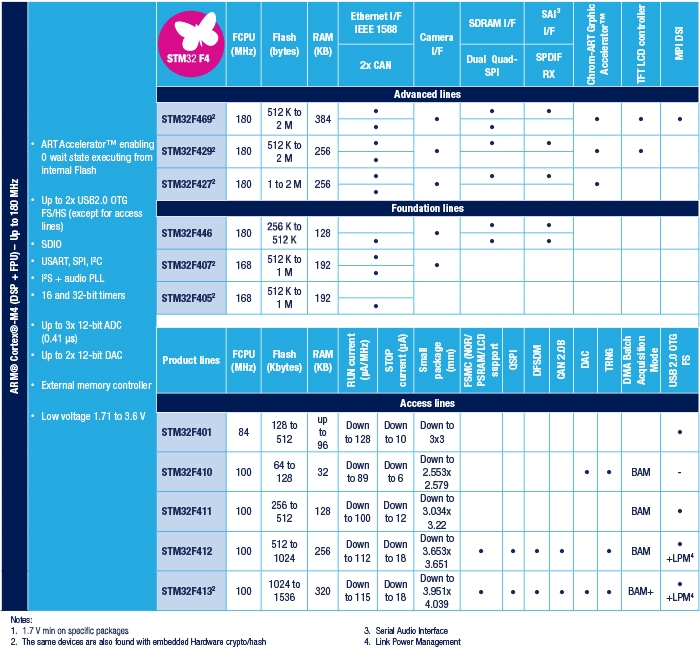 ARM® Cortex®-M4 (DSP + FPU) – Up to 180 MHz
• ART Accelerator™ enabling
0 wait state executing from
internal Flash
• Up to 2x USB2.0 OTG
FS/HS (except for access
lines)
• SDIO
• USART, SPI, I²C
• I²S + audio PLL
• 16 and 32-bit timers
• Up to 3x 12-bit ADC
(0.41 µs)
• Up to 2x 12-bit DAC
• External memory controller
• Low voltage 1.71 to 3.6 V
STM32 F4
FCPU
(MHz)
Flash
(bytes)
RAM
(KB)
Ethernet I/F
IEEE 1588
2x CAN
Camera
I/F
SDRAM I/F
Dual Quad-
SPI
SAI³
I/F
SPDIF
RX
Chrom-ART Grphic
Accelerator™
TFT LCD controller
MPI DSI
Advanced lines
STM32F469² 180 512 K to 384 • • • • • • •
2 M • •
STM32F429² 180 512 K to 256 • • • • • •
2 M •
STM32F427² 180 1 to 2 M 256 • • • • •
•
Foundation lines
STM32F446 180 256 K to 128 • • •
512 K • • •
STM32F407² 168 512 K to 192 • •
1 M •
STM32F405² 168 512 K to 192
1 M •
Product lines
FCPU
(MHz)
Flash
(Kbytes)
RAM
(KB)
RUN current
(µA/MHz)
STOP
current (µA)
Small
package
(mm)
FSMC (NOR/
PSRAM/LCD
support
QSPI
DFSDM
CAN 2.0B
DAC
TRNG
DMA Batch
Acquisition
Mode
USB 2.0 OTG
FS
Access lines
STM32F401 84 128 to 512 up to 96 Down to 128 Down to 10 Down to 3x3 •
STM32F410 100 64 to 128 32 Down to 89 Down to 6 Down to 2.553x 2.579 • • BAM -
STM32F411 100 256 to 512 128 Down to 100 Down to 12 Down to 3.034x 3.22 BAM •
STM32F412 100 512 to 1024 256 Down to 112 Down to 18 Down to 3.653x 3.651 • • • • • BAM • +LPM⁴
STM32F413² 100 1024 to 1536 320 Down to 115 Down to 18 Down to 3.951x 4.039 • • • • • • BAM+ • +LPM⁴
Notes:
1. 1.7 V min on specific packages
2. The same devices are also found with embedded Hardware crypto/hash
3. Serial Audio Interface
4. Link Power Management